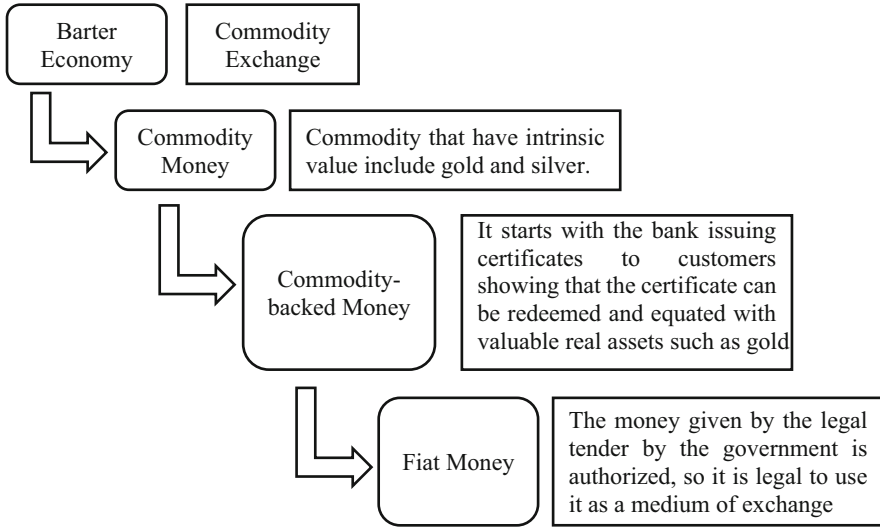 Barter
Economy
Commodity
Exchange
Commodity
Money
Commodity that have intrinsic
value include gold and silver.
Commodity-
backed Money
It starts with the bank issuing
certificates to customers
showing that the certificate can
be redeemed and equated with
valuable real assets such as gold
Fiat Money
The money given by the legal
tender by the government is
authorized, so it is legal to use
it as a medium of exchange